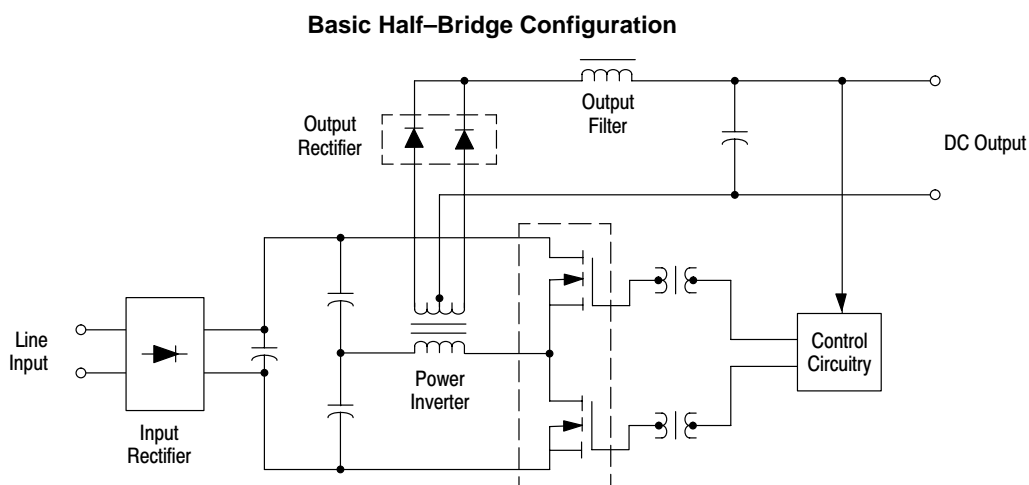 Basic Half–Bridge Configuration
Output
Filter
Output
Rectifier
DC Output
Line
Input
Power
Inverter
Control
Circuitry
Input
Rectifier